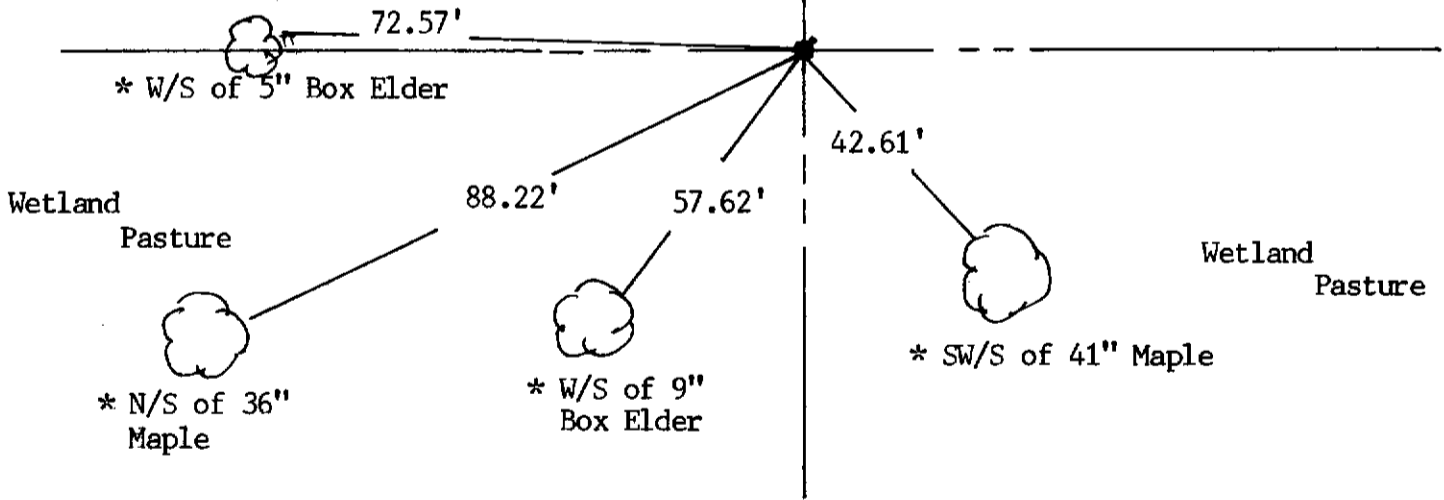 72.57'
* W/S of 5" Box Elder
42.61'
88.22'
57.62'
Wetland
Pasture
Wetland
Pasture
* SW/S of 41" Maple
* N/S of 36"
Maple
* W/S of 9"
Box Elder